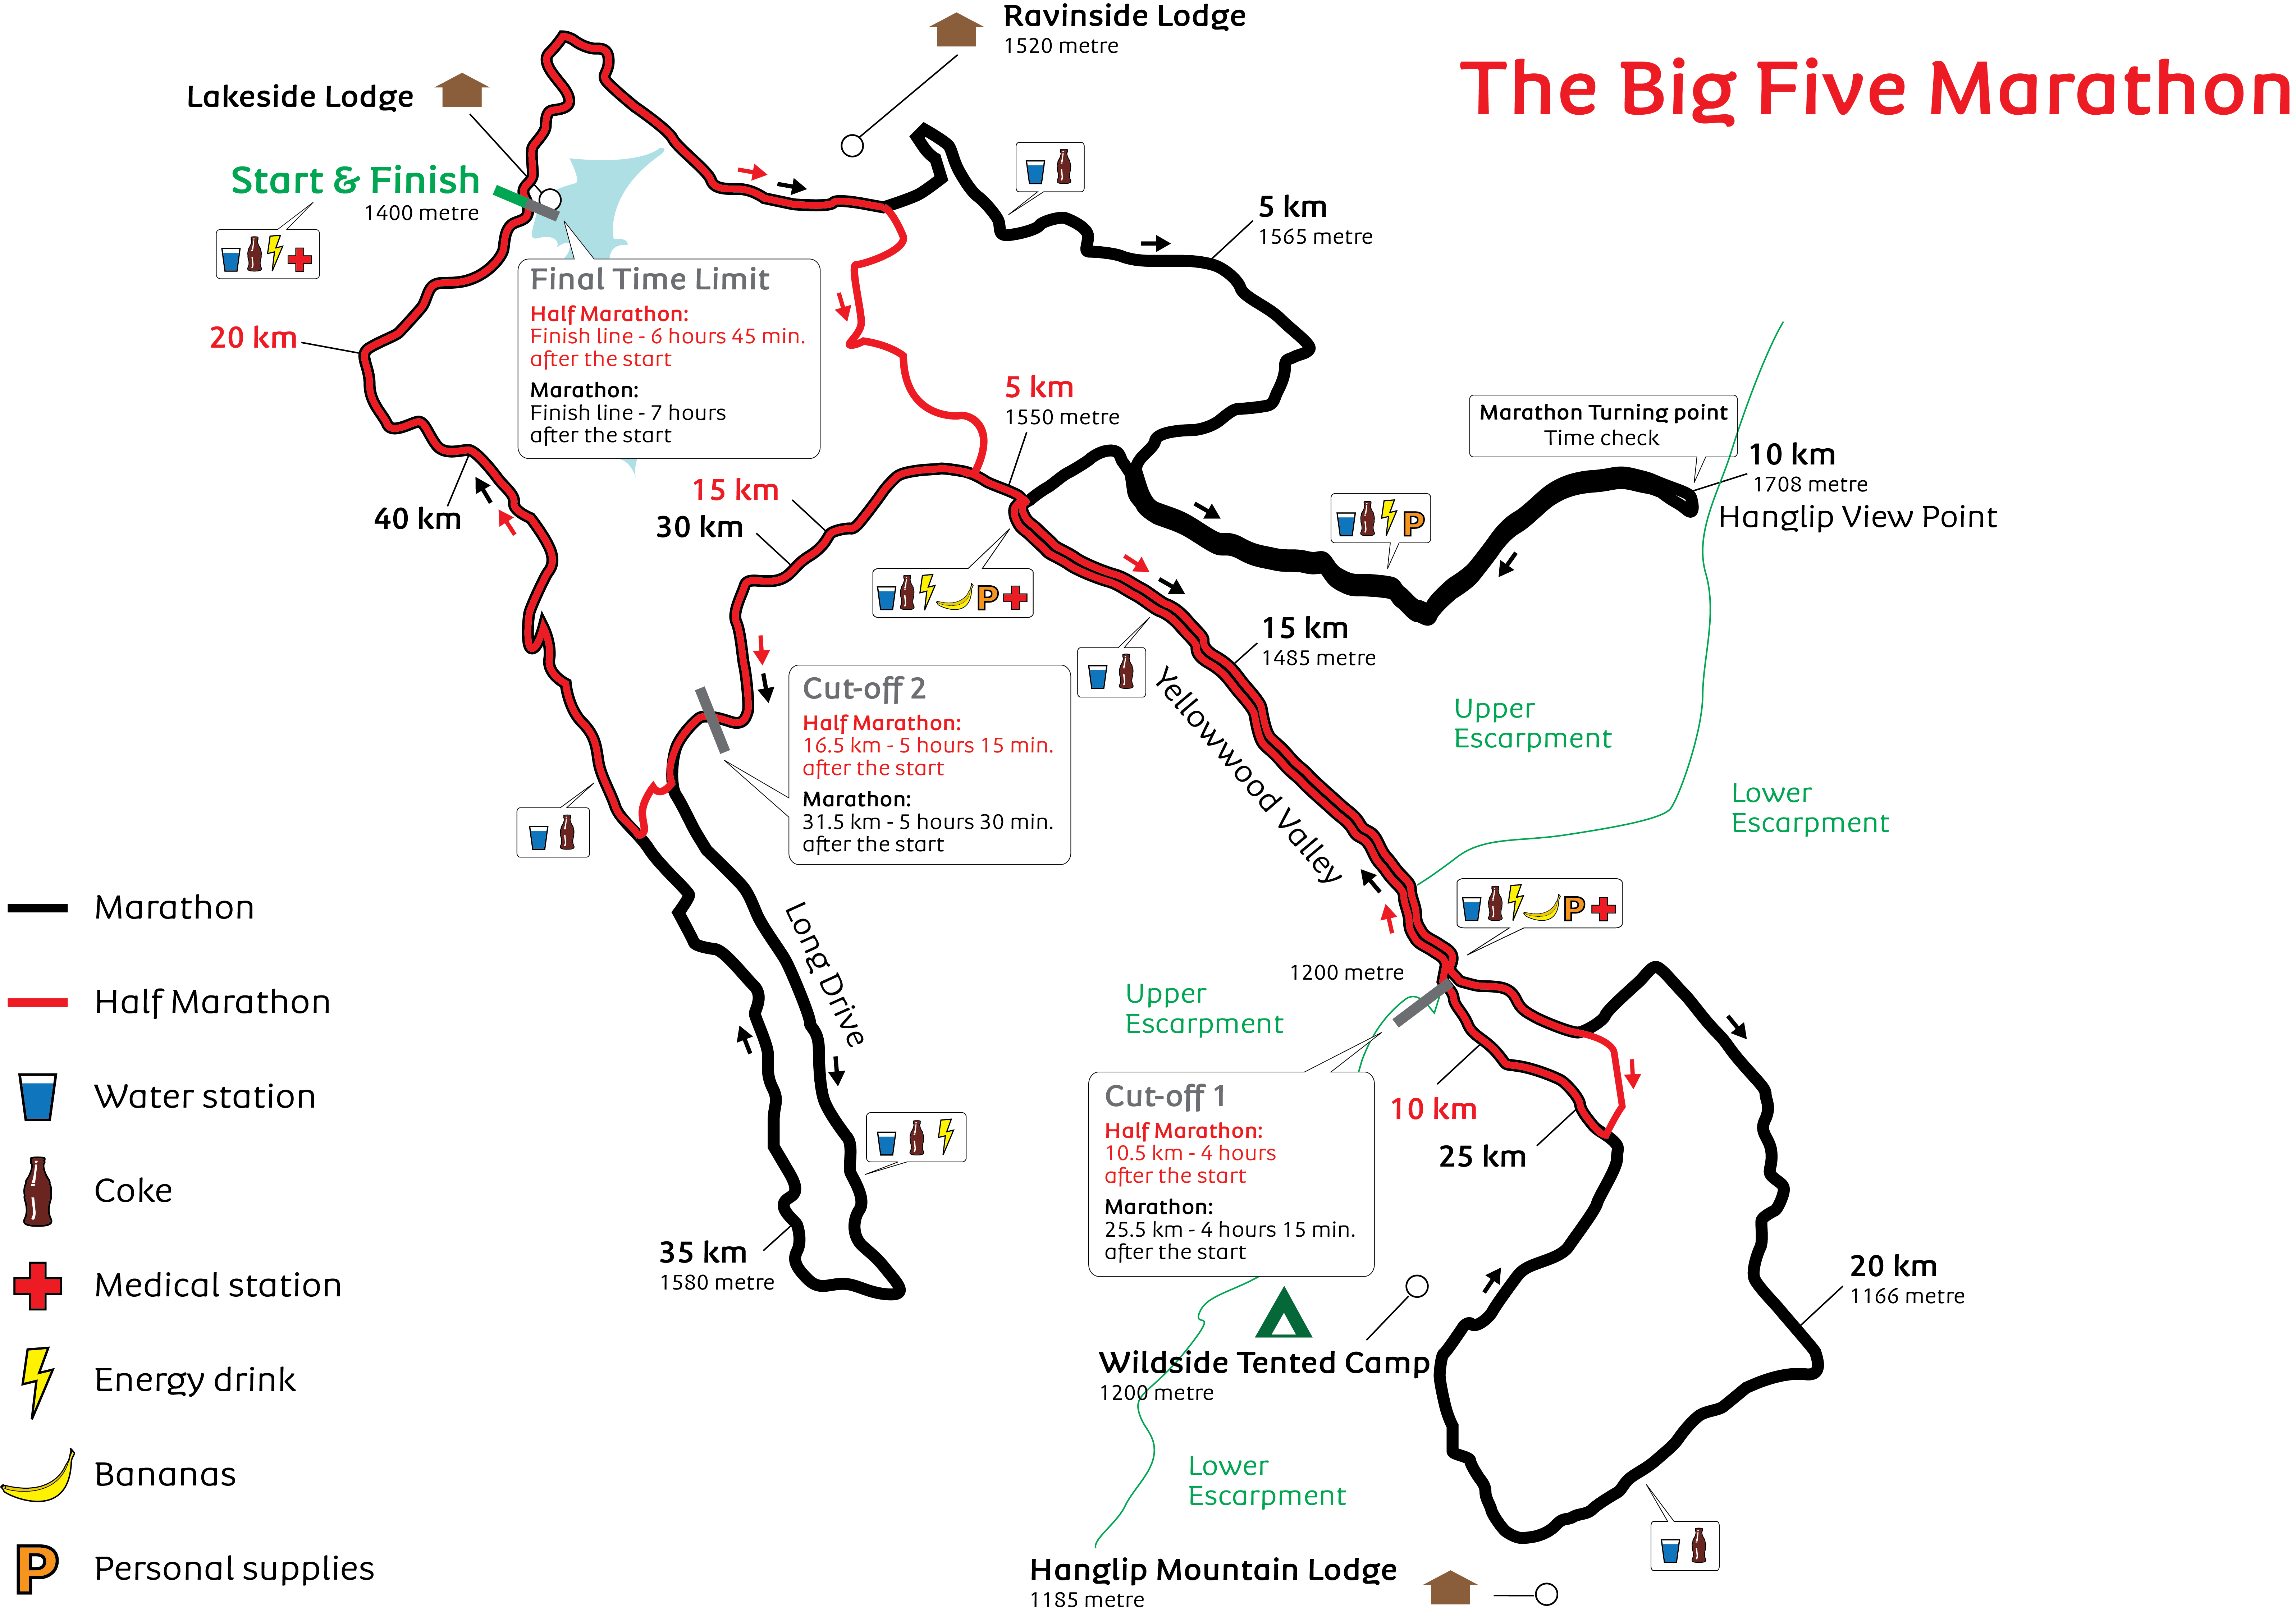 The Big Five Marathon
Ravinside Lodge
1520 metre
Lakeside Lodge
Start & Finish
1400 metre
Final Time Limit
Half Marathon:
Finish line - 6 hours 45 min.
after the start
Marathon:
Finish line - 7 hours
after the start
5 km
1565 metre
20 km
5 km
1550 metre
Marathon Turning point
Time check
10 km
1708 metre
Hanglip View Point
15 km
30 km
40 km
P
P
15 km
1485 metre
Yellowwood Valley
Upper
Escarpment
Lower
Escarpment
Cut-off 2
Half Marathon:
16.5 km - 5 hours 15 min.
after the start
Marathon:
31.5 km - 5 hours 30 min.
after the start
Long Drive
P
1200 metre
Upper
Escarpment
Cut-off 1
Half Marathon:
10.5 km - 4 hours
after the start
Marathon:
25.5 km - 4 hours 15 min.
after the start
10 km
25 km
35 km
1580 metre
20 km
1166 metre
Wildside Tented Camp
1200 metre
Lower
Escarpment
Hanglip Mountain Lodge
1185 metre
Marathon
Half Marathon
Water station
Coke
Medical station
Energy drink
Bananas
P Personal supplies